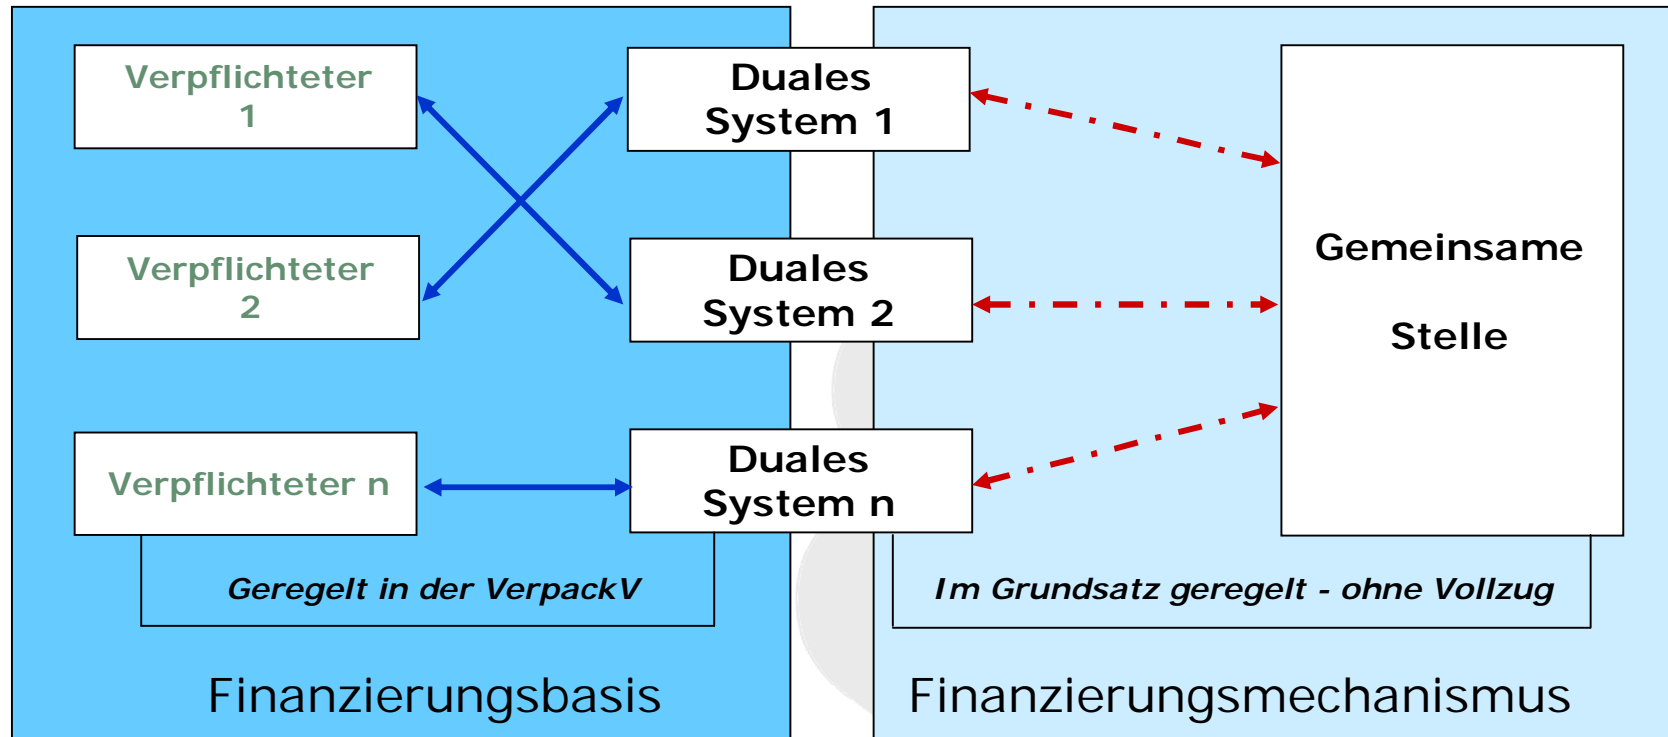 Verpflichteter
1
Verpflichteter
2
Verpflichteter n
Duales
System 1
Duales
System 2
Duales
System n
Gemeinsame
Stelle
Geregelt in der VerpackV
Im Grundsatz geregelt - ohne Vollzug
Finanzierungsbasis
Finanzierungsmechanismus